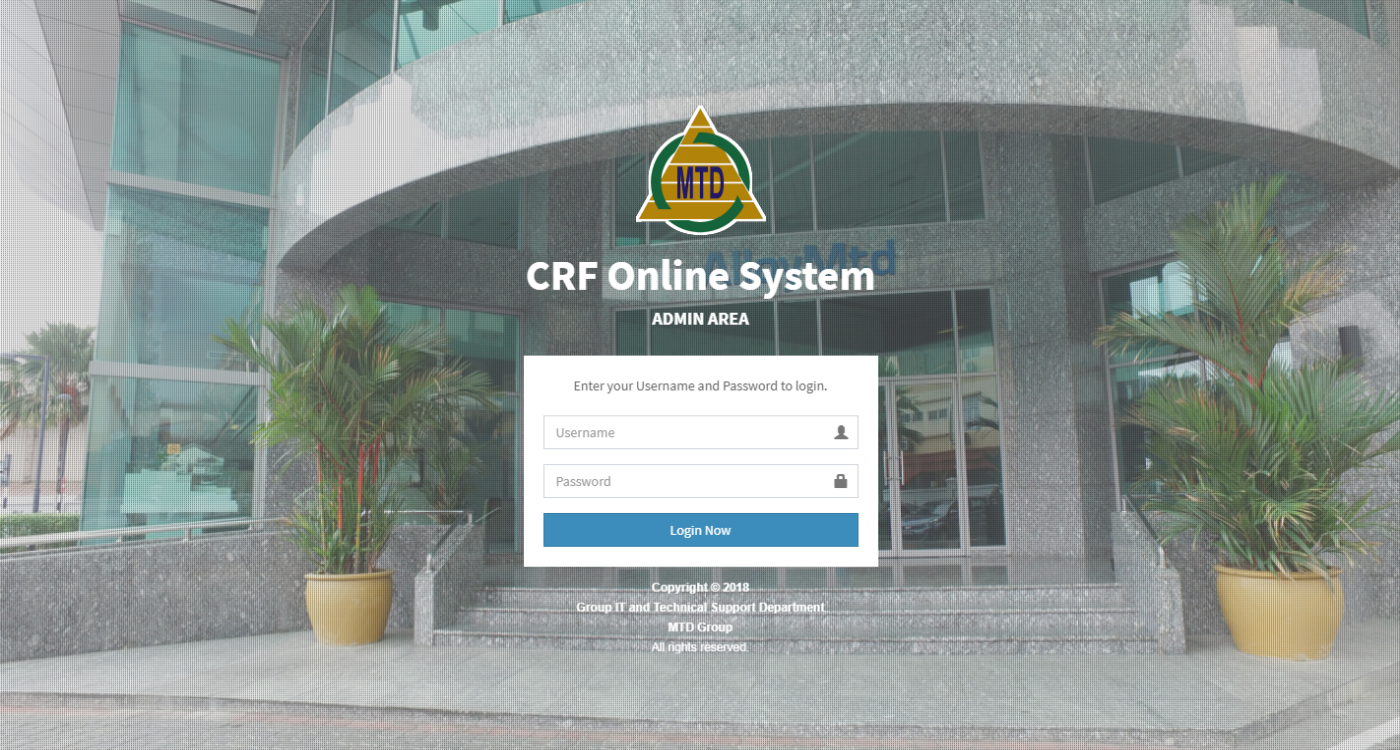 MTD
AlloyMtd
CRF Online System
ADMIN AREA
Enter your Username and Password to login.
Username
Password
Login Now
Copyright © 2018
Group IT and Technical Support Department
MTD Group
All rights reserved.